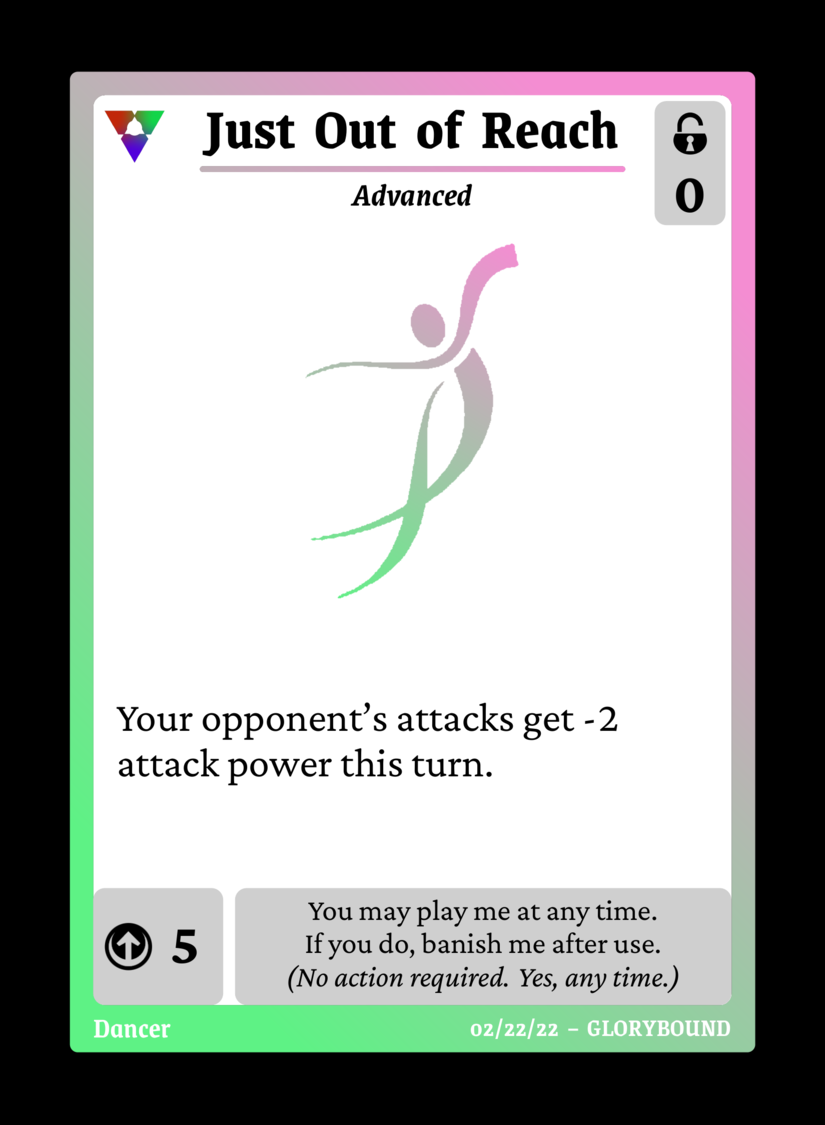 Just Out of Reach
0
Advanced
Your opponent’s attacks get -2
attack power this turn.
5
You may play me at any time.
If you do, banish me after use.
(No action required. Yes, any time.)
Dancer
02/22/22 – GLORYBOUND